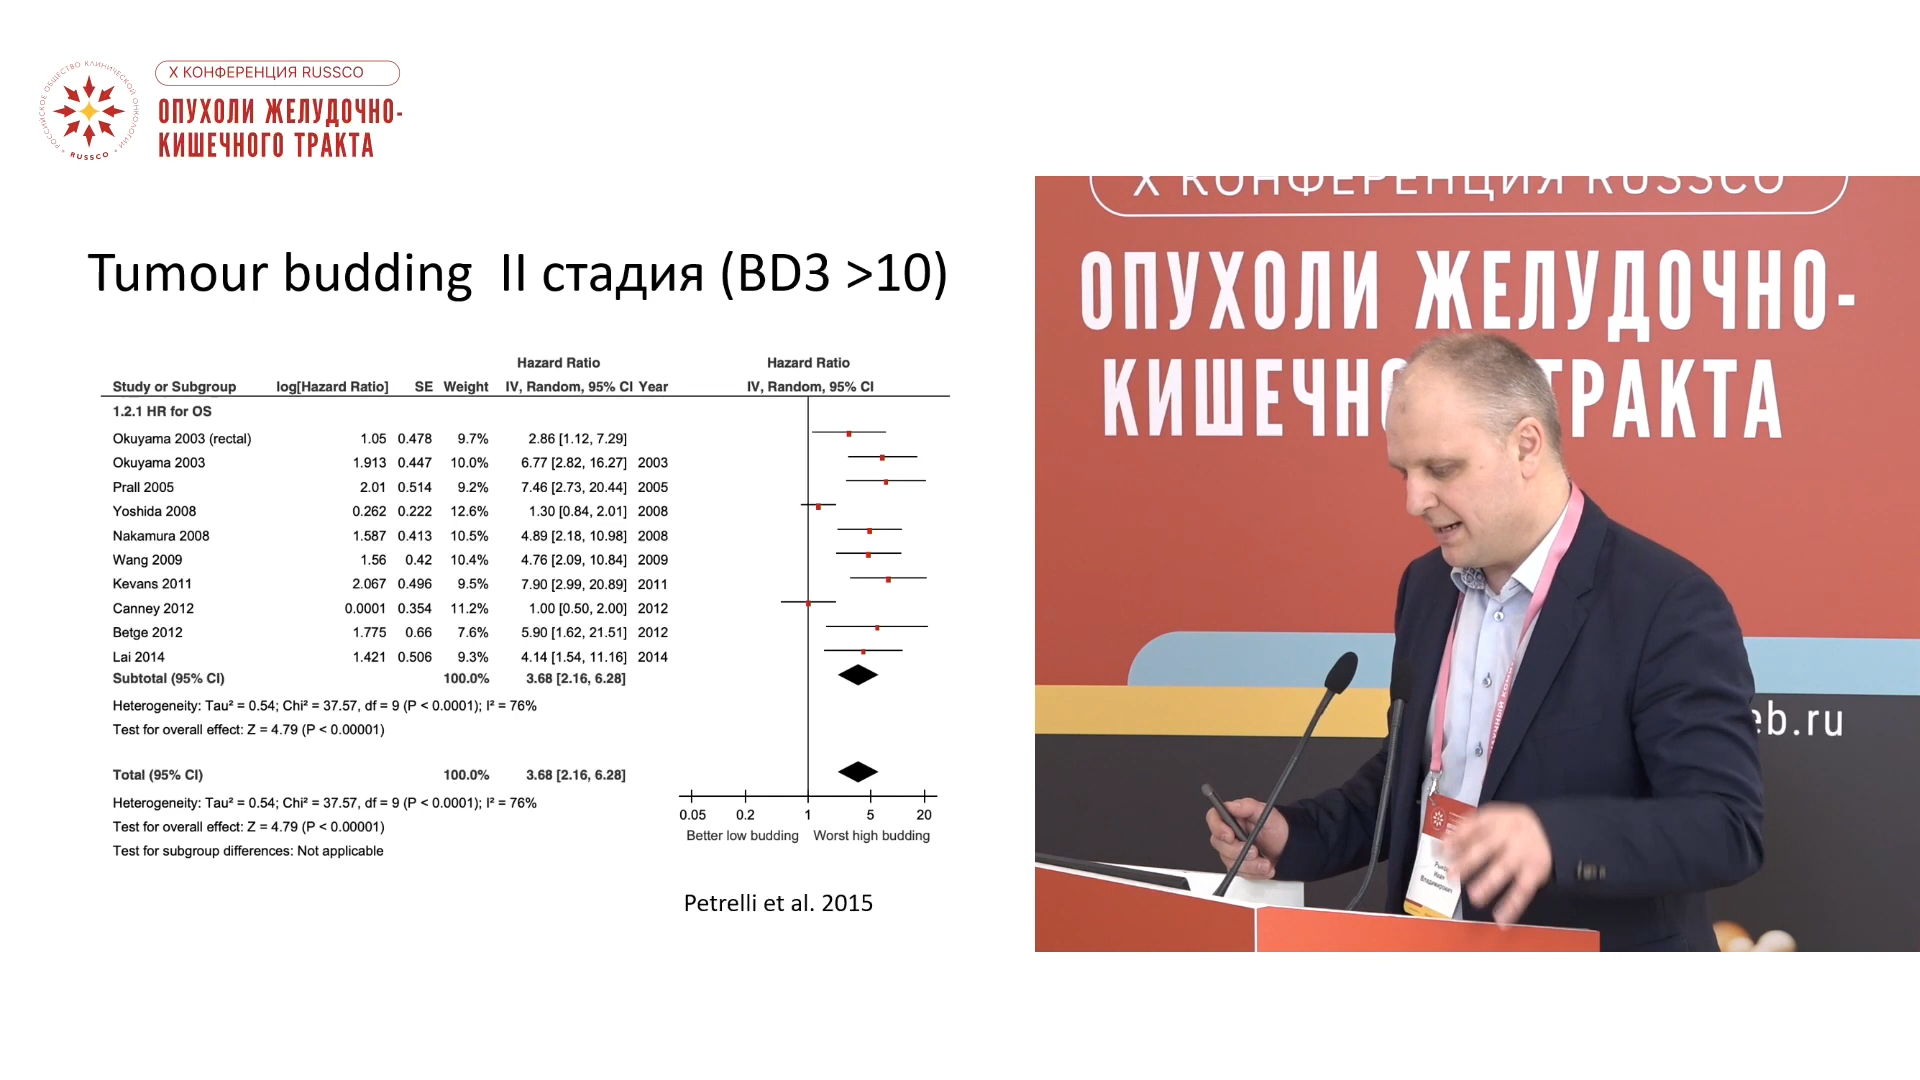 РОССИЙСКОЕ ОБЩЕСТВО КЛИНИЧЕСКОЙ ОНКОЛОГИИ
• RUSSCO •
X КОНФЕРЕНЦИЯ RUSSCO
ОПУХОЛИ ЖЕЛУДОЧНО-
КИШЕЧНОГО ТРАКТА
Tumour budding II стадия (BD3 >10)
Hazard Ratio Hazard Ratio
Study or Subgroup log[Hazard Ratio] SE Weight IV, Random, 95% CI Year IV, Random, 95% CI
1.2.1 HR for OS
Okuyama 2003 (rectal) 1.05 0.478 9.7% 2.86 [1.12, 7.29]
Okuyama 2003 1.913 0.447 10.0% 6.77 [2.82, 16.27] 2003
Prall 2005 2.01 0.514 9.2% 7.46 [2.73, 20.44] 2005
Yoshida 2008 0.262 0.222 12.6% 1.30 [0.84, 2.01] 2008
Nakamura 2008 1.587 0.413 10.5% 4.89 [2.18, 10.98] 2008
Wang 2009 1.56 0.42 10.4% 4.76 [2.09, 10.84] 2009
Kevans 2011 2.067 0.496 9.5% 7.90 [2.99, 20.89] 2011
Canney 2012 0.0001 0.354 11.2% 1.00 [0.50, 2.00] 2012
Betge 2012 1.775 0.66 7.6% 5.90 [1.62, 21.51] 2012
Lai 2014 1.421 0.506 9.3% 4.14 [1.54, 11.16] 2014
Subtotal (95% CI) 100.0% 3.68 [2.16, 6.28]
Heterogeneity: Tau² = 0.54; Chi² = 37.57, df = 9 (P < 0.0001); I² = 76%
Test for overall effect: Z = 4.79 (P < 0.00001)
Total (95% CI) 100.0% 3.68 [2.16, 6.28]
Heterogeneity: Tau² = 0.54; Chi² = 37.57, df = 9 (P < 0.0001); I² = 76%
Test for overall effect: Z = 4.79 (P < 0.00001)
Test for subgroup differences: Not applicable
0.05 0.2 1 5 20
Better low budding Worst high budding
Petrelli et al. 2015
X КОНФЕРЕНЦИЯ RUSSCO
ОПУХОЛИ ЖЕЛУДОЧНО-
КИШЕЧНО ТРАКТА
eb.ru
Иван
Владимирович